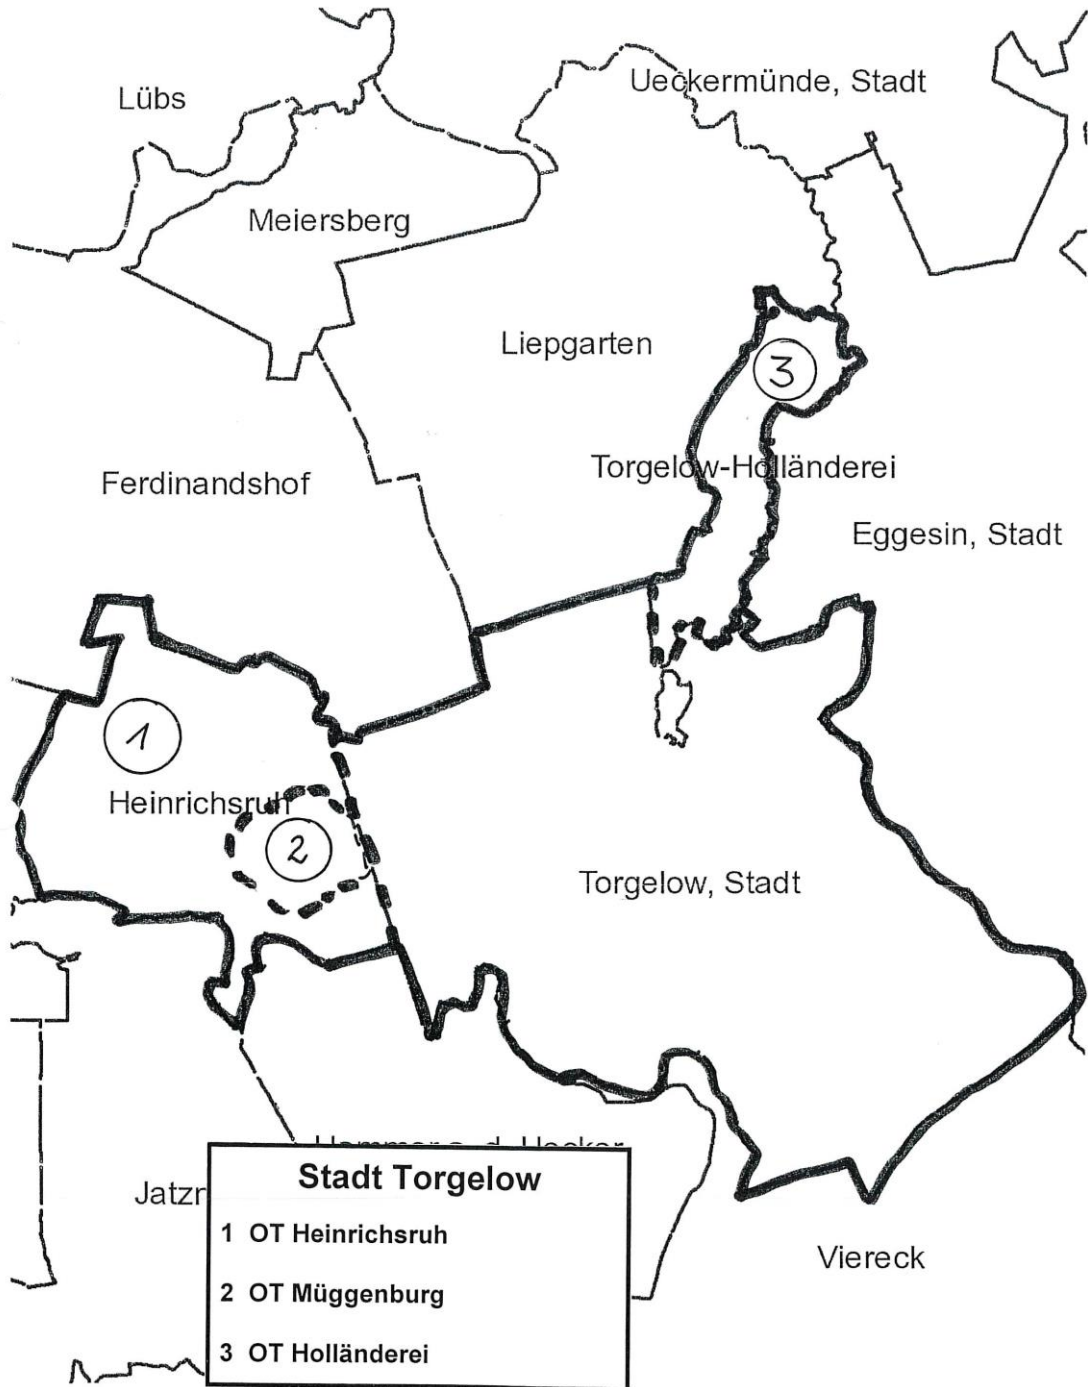 Ueckermünde, Stadt
Lübs
Meiersberg
Liepgarten
3
Torgelow-Holländerei
Ferdinandshof
Eggesin, Stadt
1
Heinrichsruh
2
Torgelow, Stadt
Stadt Torgelow
Jatzr
1 OT Heinrichsruh
Viereck
2 OT Müggenburg
3 OT Holländerei